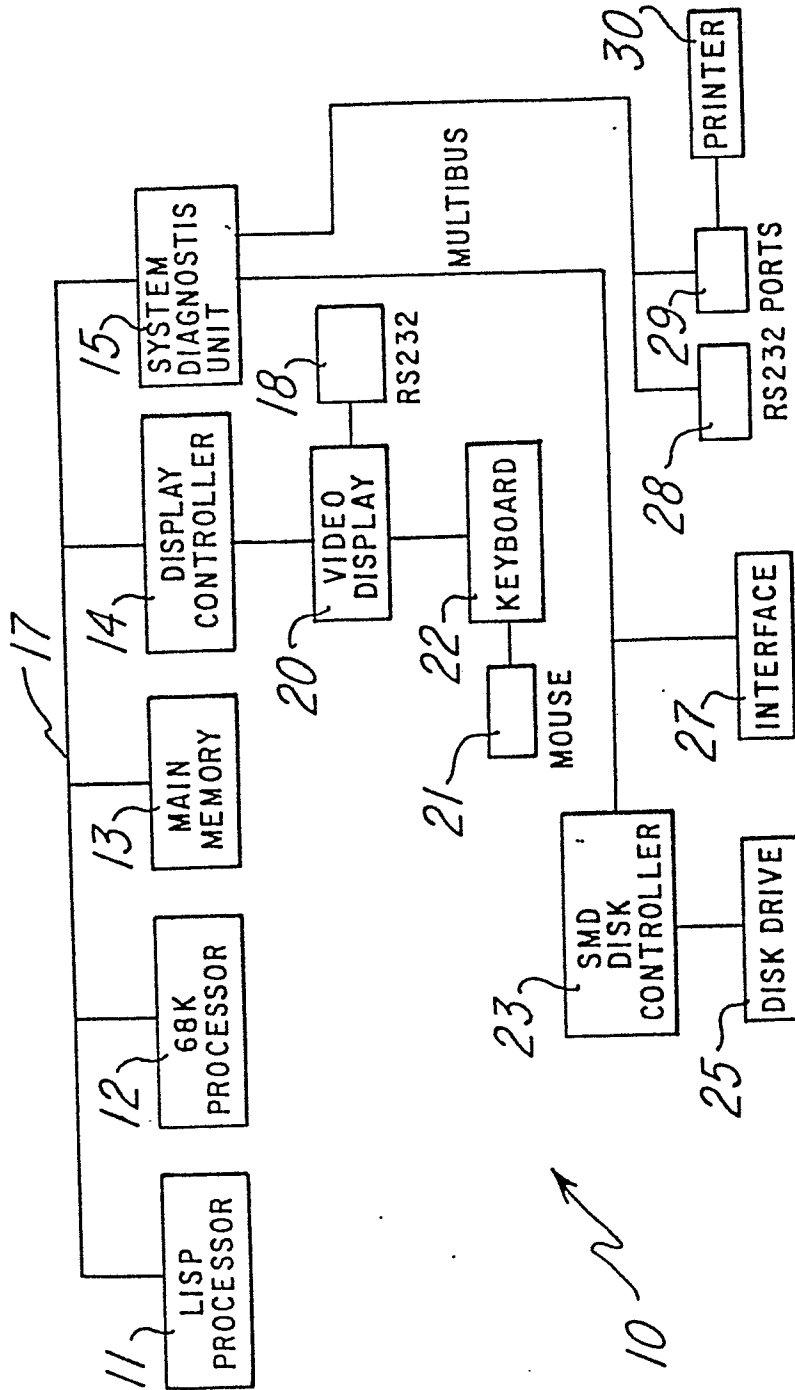 17
11
LISP
PROCESSOR
12
68K
PROCESSOR
13
MAIN
MEMORY
14
DISPLAY
CONTROLLER
15
SYSTEM
DIAGNOSTIS
UNIT
20
VIDEO
DISPLAY
18
RS232
22
KEYBOARD
21
MOUSE
MULTIBUS
23
SMD
DISK
CONTROLLER
25
DISK DRIVE
27
INTERFACE
28
29
RS232 PORTS
30
PRINTER
10